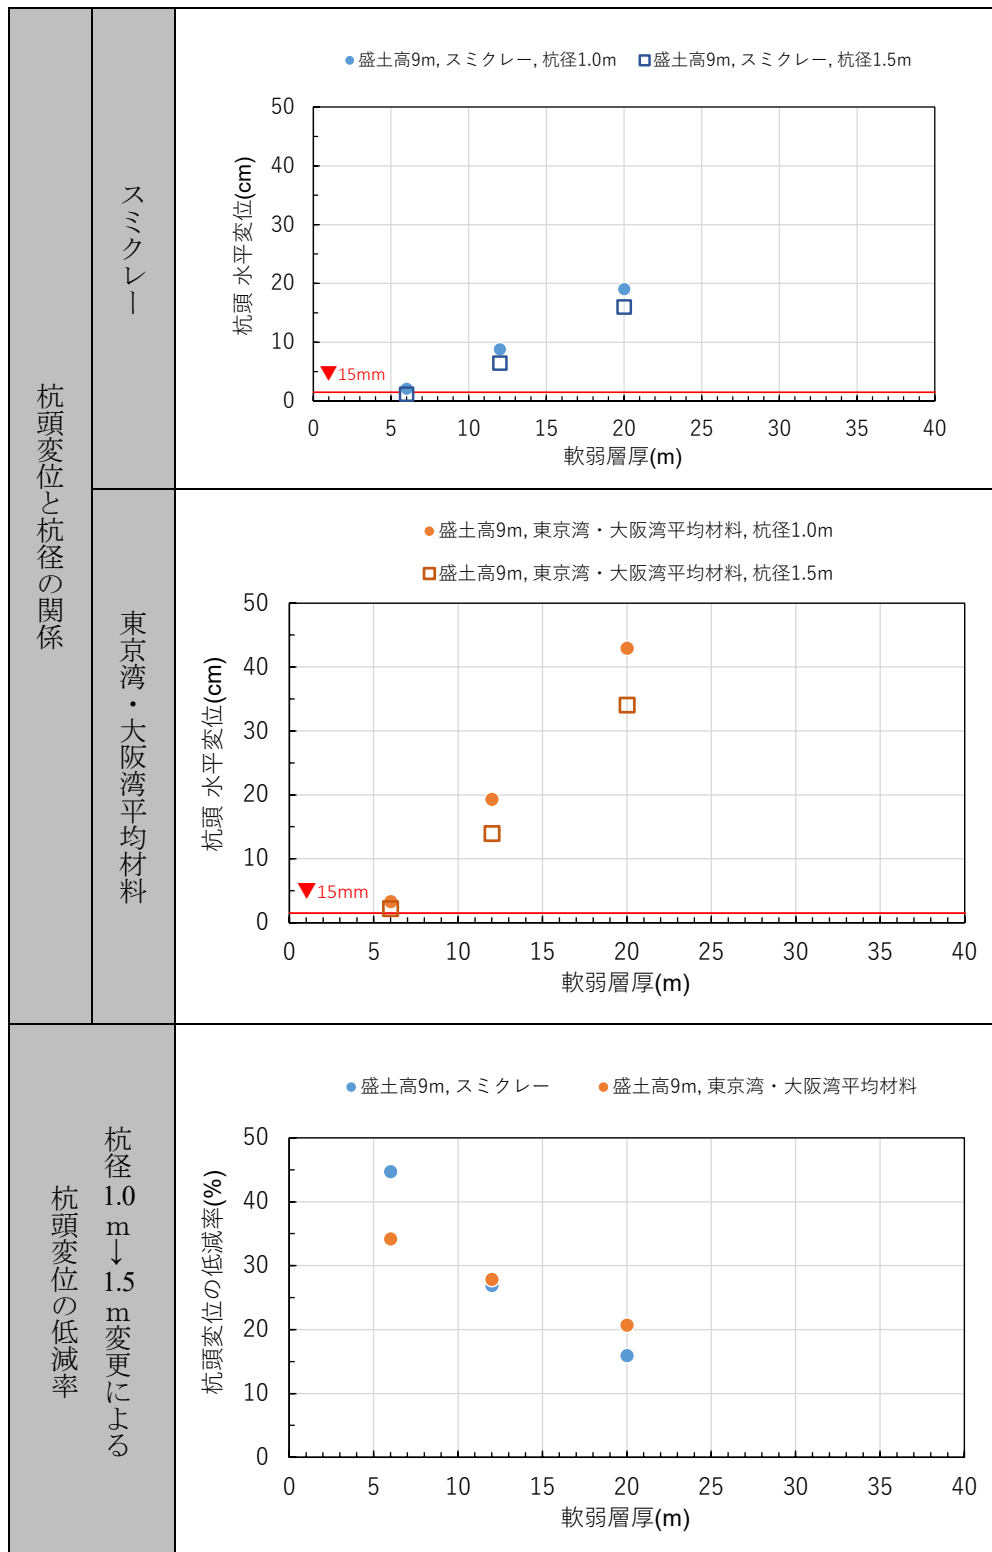 杭頭変位と杭径の関係
スミクレー
盛土高9m, スミクレー, 杭径1.0m
盛土高9m, スミクレー, 杭径1.5m
杭頭 水平変位(cm)
50
40
30
20
10
0
▼15mm
0 5 10 15 20 25 30 35 40
軟弱層厚(m)
東京湾・大阪湾平均材料
盛土高9m, 東京湾・大阪湾平均材料, 杭径1.0m
盛土高9m, 東京湾・大阪湾平均材料, 杭径1.5m
杭頭 水平変位(cm)
50
40
30
20
10
0
▼15mm
0 5 10 15 20 25 30 35 40
軟弱層厚(m)
杭径1.0m→1.5m変更による
杭頭変位の低減率
盛土高9m, スミクレー
盛土高9m, 東京湾・大阪湾平均材料
杭頭変位の低減率(%)
50
40
30
20
10
0
0 5 10 15 20 25 30 35 40
軟弱層厚(m)